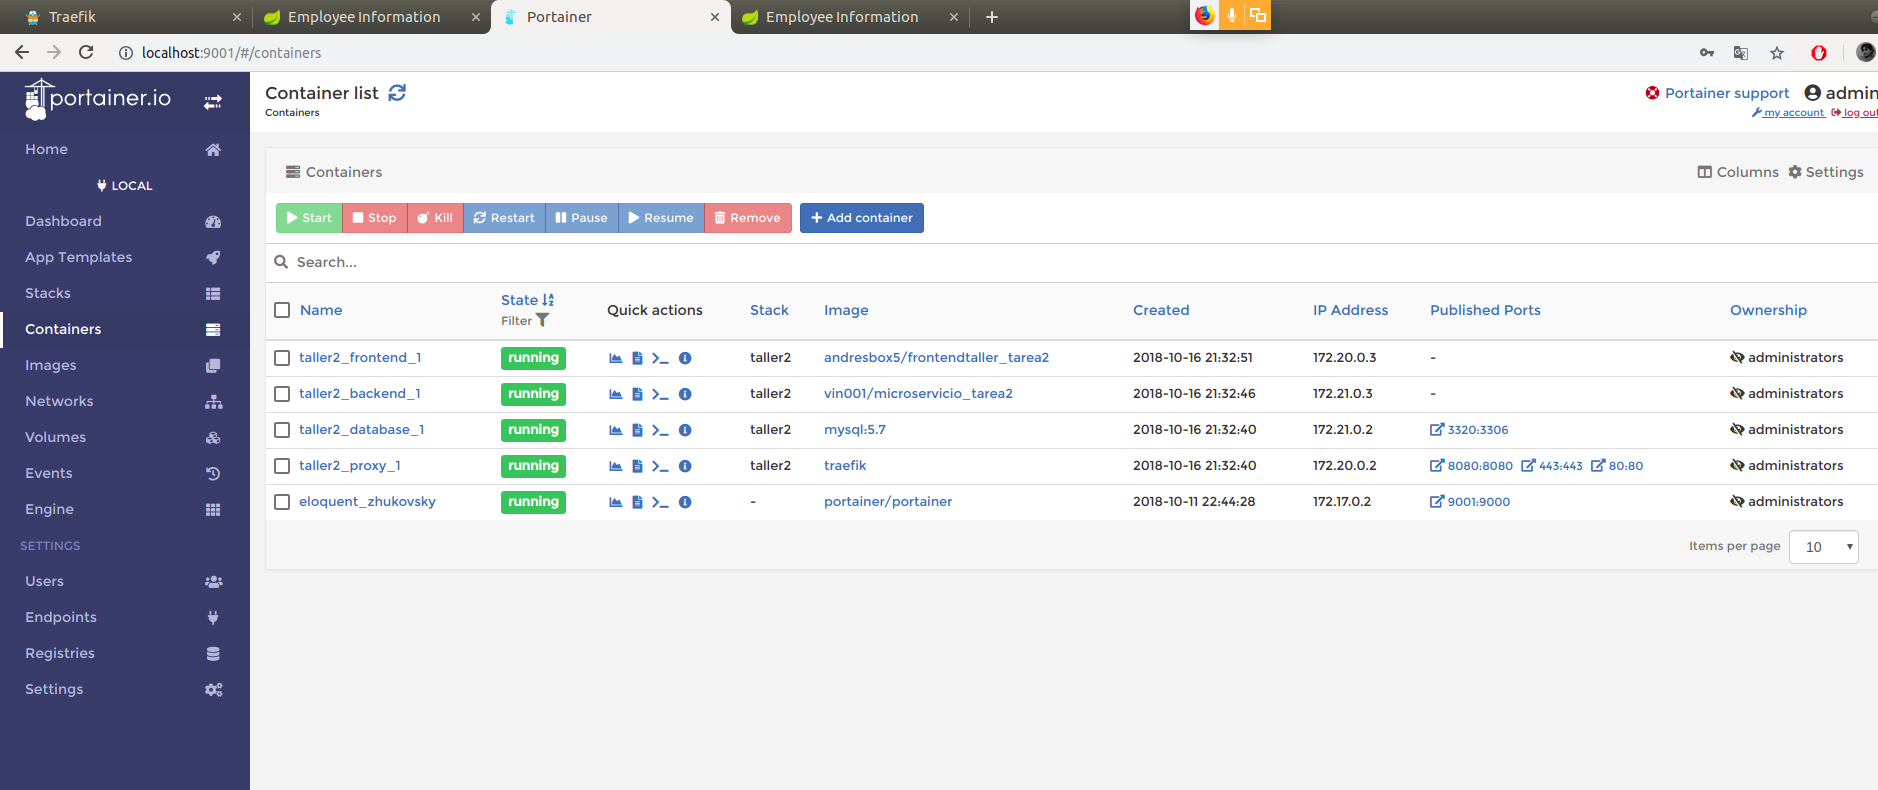 Traefik
Employee Information
Portainer
Employee Information
localhost:9001/#/containers
portainer.io
Container list
Portainer support
admin
Containers
my account
log out
Home
LOCAL
Dashboard
App Templates
Stacks
Containers
Images
Networks
Volumes
Events
Engine
SETTINGS
Users
Endpoints
Registries
Settings
Containers
Columns Settings
Start Stop Kill Restart Pause Resume Remove Add container
Search...
Name State Quick actions Stack Image Created IP Address Published Ports Ownership
Filter
taller2_frontend_1 running >_ taller2 andresbox5/frontendtaller_tarea2 2018-10-16 21:32:51 172.20.0.3 - administrators
taller2_backend_1 running >_ taller2 vin001/microservicio_tarea2 2018-10-16 21:32:46 172.21.0.3 - administrators
taller2_database_1 running >_ taller2 mysql:5.7 2018-10-16 21:32:40 172.21.0.2 3320:3306 administrators
taller2_proxy_1 running >_ taller2 traefik 2018-10-16 21:32:40 172.20.0.2 8080:8080 443:443 80:80 administrators
eloquent_zhukovsky running >_ - portainer/portainer 2018-10-11 22:44:28 172.17.0.2 9001:9000 administrators
Items per page 10